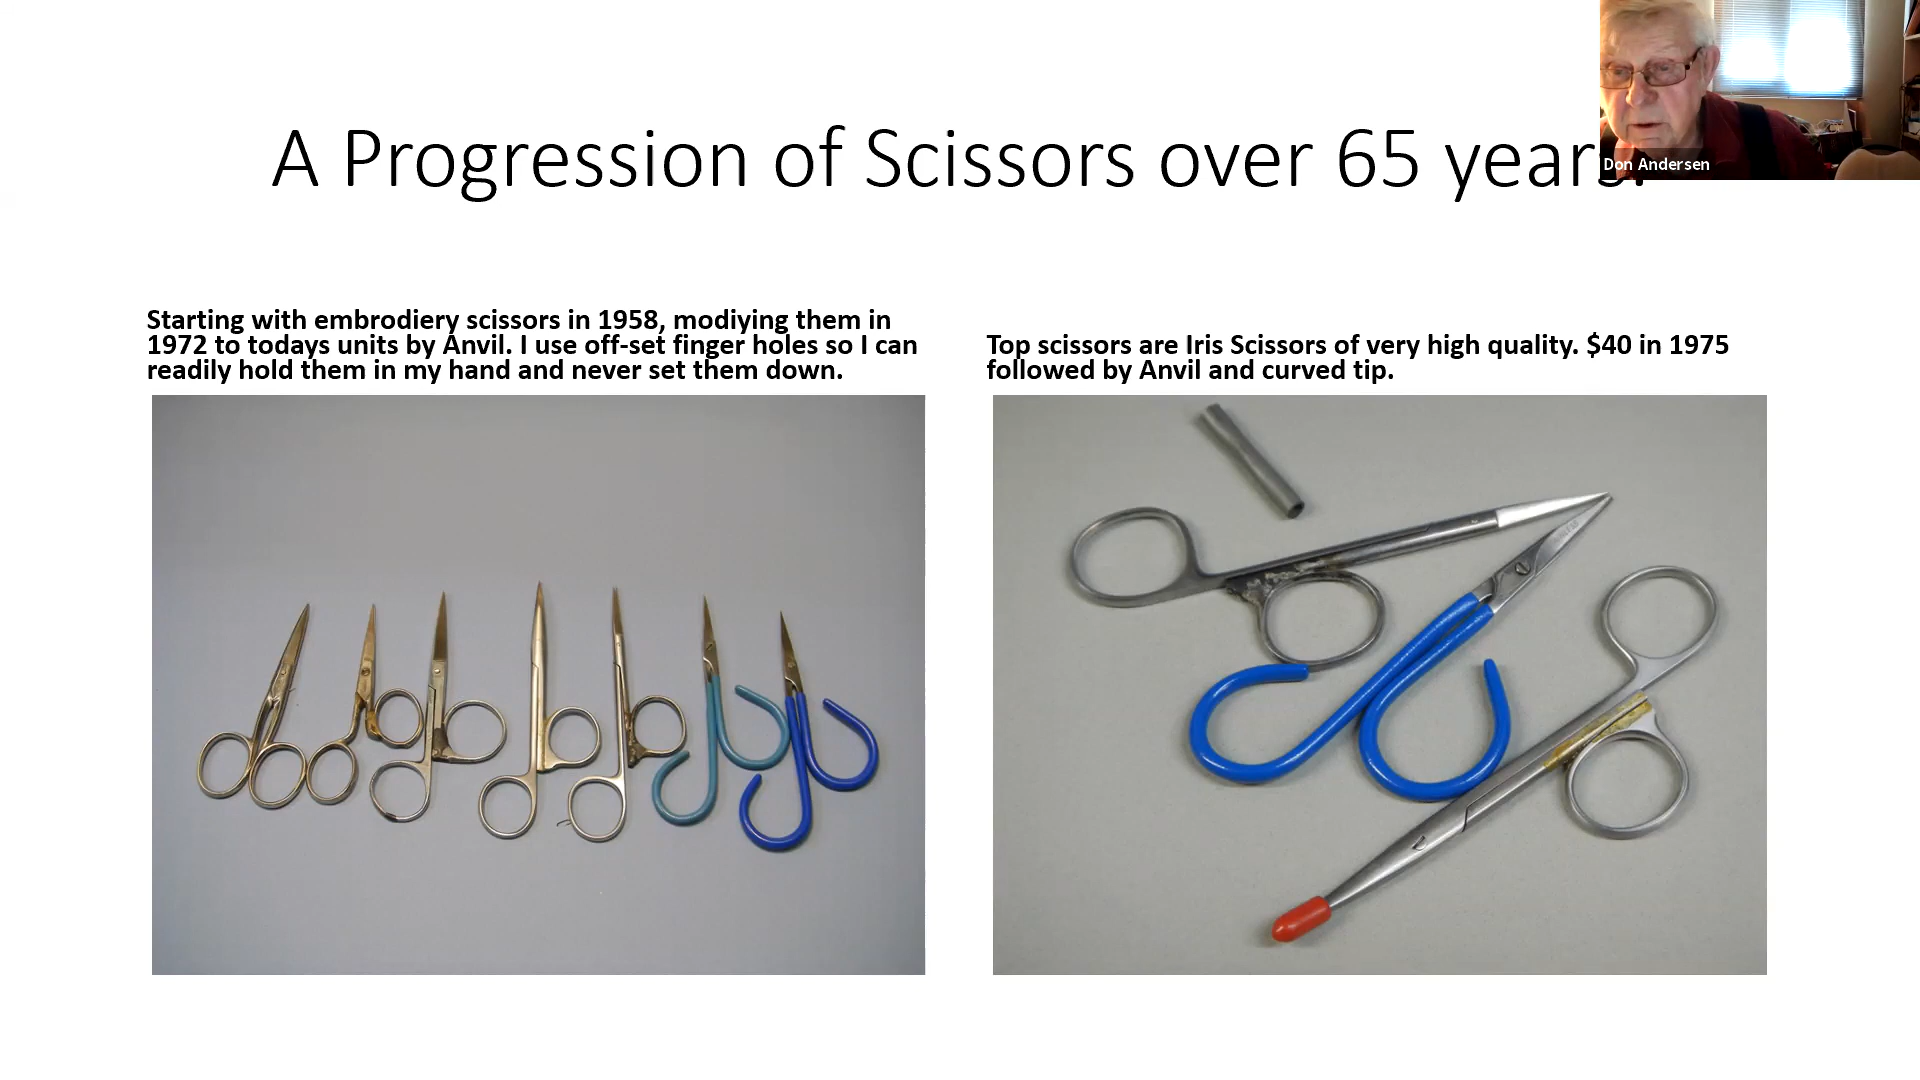 A Progression of Scissors over 65 years.
Don Andersen
Starting with embrodiery scissors in 1958, modiying them in
1972 to todays units by Anvil. I use off-set finger holes so I can
readily hold them in my hand and never set them down.
Top scissors are Iris Scissors of very high quality. $40 in 1975
followed by Anvil and curved tip.